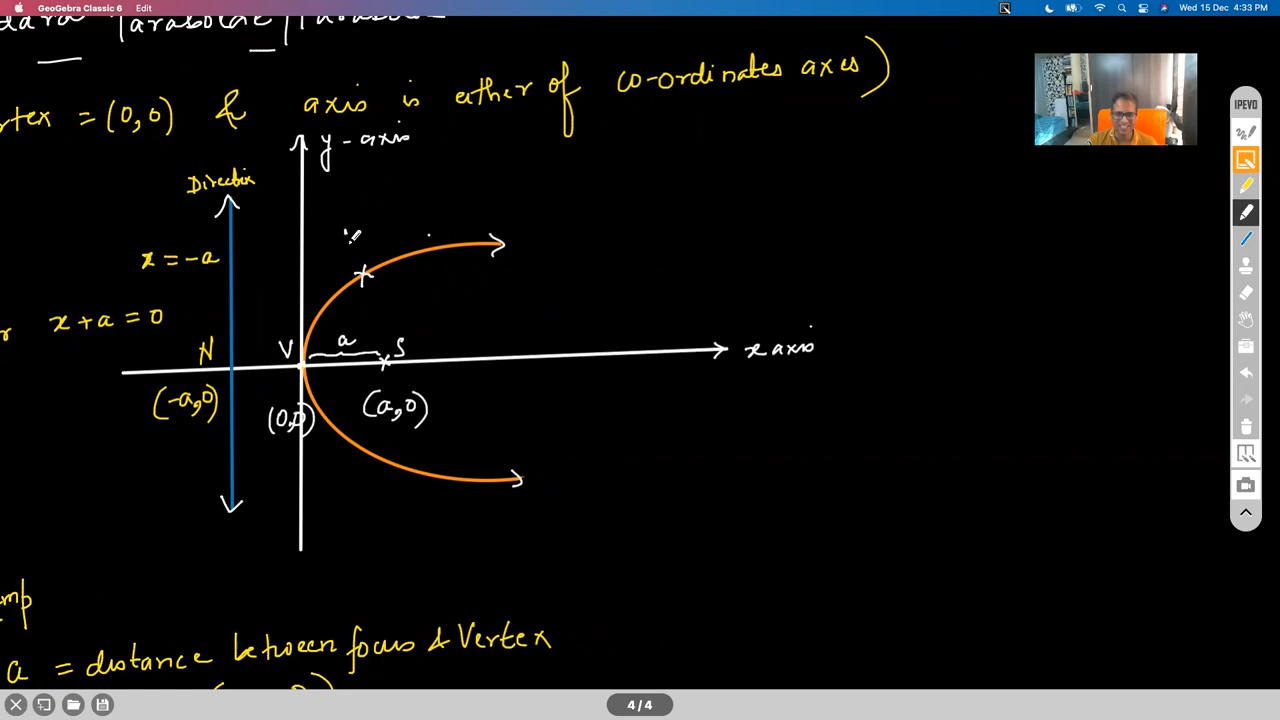 GeoGebra Classic 6 Edit Wed 15 Dec 4:33 PM
vertex = (0,0) & axis is either of co-ordinates axes)
y-axis
Directrix
IPEVO
x = -a
x + a = 0
N V a S x axis
(-a,0) (0,0) (a,0)
a = distance between focus & Vertex
4 / 4